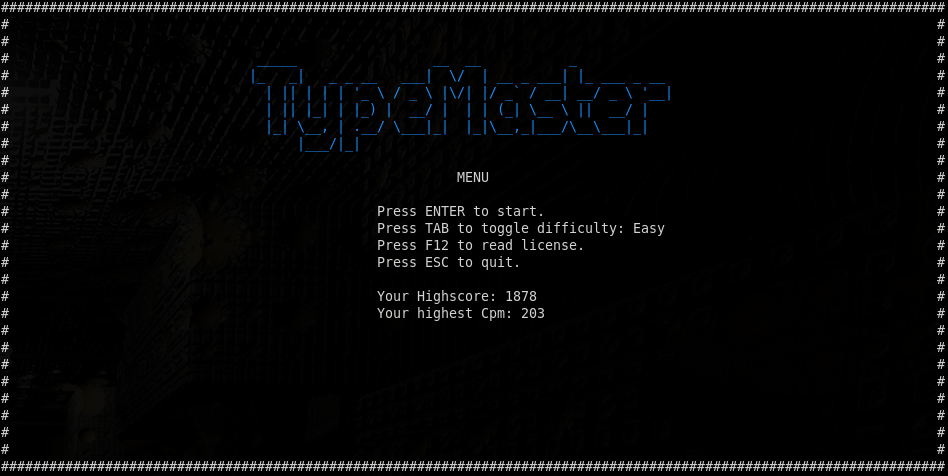 TypeMaster
MENU
Press ENTER to start.
Press TAB to toggle difficulty: Easy
Press F12 to read license.
Press ESC to quit.
Your Highscore: 1878
Your highest Cpm: 203